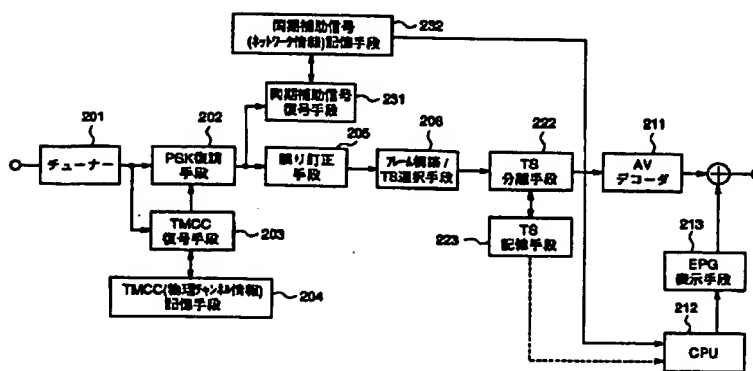 同期補助信号
(ネットワーク情報)記憶手段
232
同期補助信号
復号手段
231
201
チューナー
202
PSK復調
手段
205
誤り訂正
手段
206
フレーム構築/
TS選択手段
222
TS
分離手段
211
AV
デコーダ
TMCC
復号手段
203
223
TS
記憶手段
213
EPG
表示手段
TMCC(物理チャンネル情報)
記憶手段
204
212
CPU